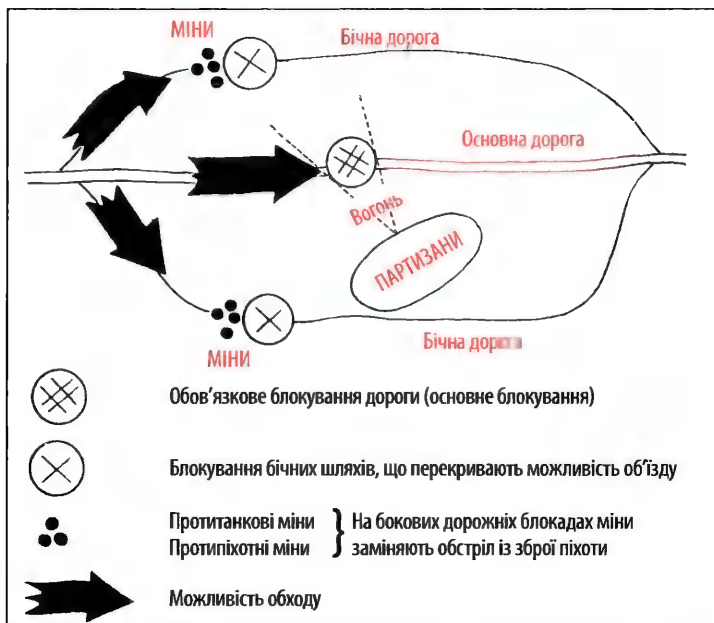 МІНИ
Бічна дорога
Основна дорога
Вогонь
ПАРТИЗАНИ
МІНИ
Бічна дорога
Обов’язкове блокування дороги (основне блокування)
Блокування бічних шляхів, що перекривають можливість об’їзду
Протитанкові міни } На бокових дорожніх блокадах міни
Протипіхотні міни } заміняють обстріл із зброї піхоти
Можливість обходу